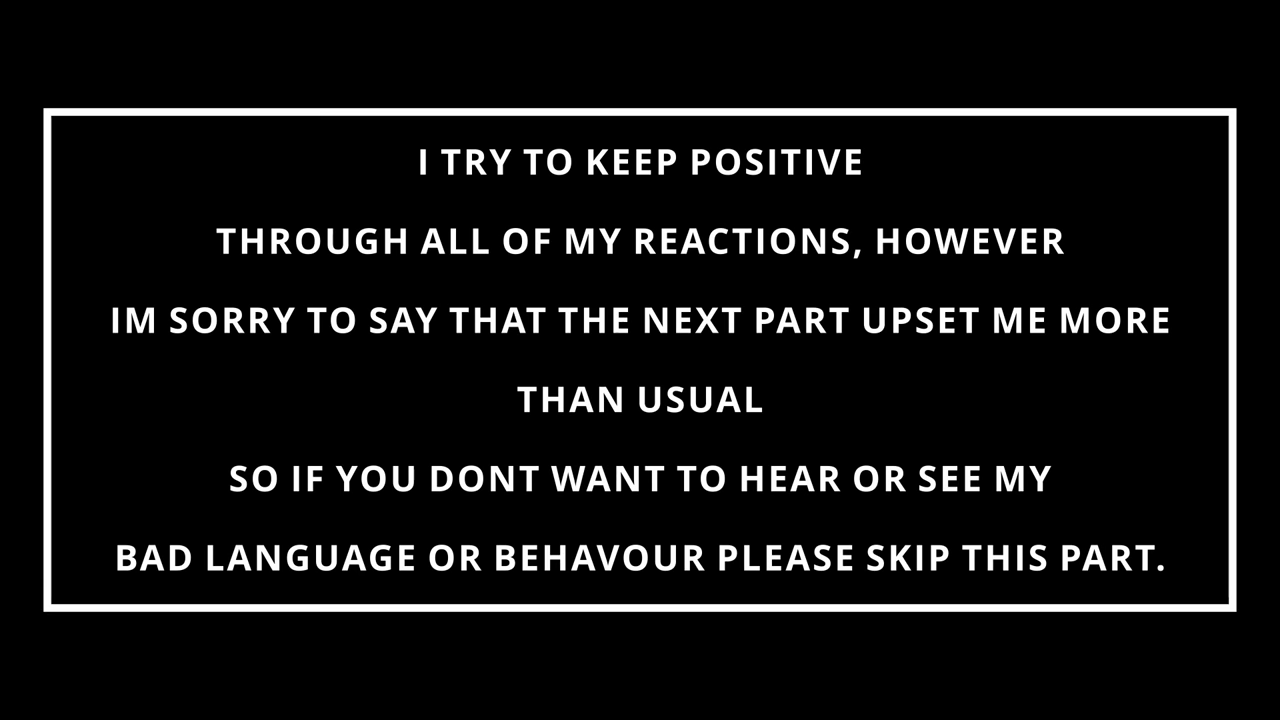 I TRY TO KEEP POSITIVE
THROUGH ALL OF MY REACTIONS, HOWEVER
IM SORRY TO SAY THAT THE NEXT PART UPSET ME MORE
THAN USUAL
SO IF YOU DONT WANT TO HEAR OR SEE MY
BAD LANGUAGE OR BEHAVOUR PLEASE SKIP THIS PART.